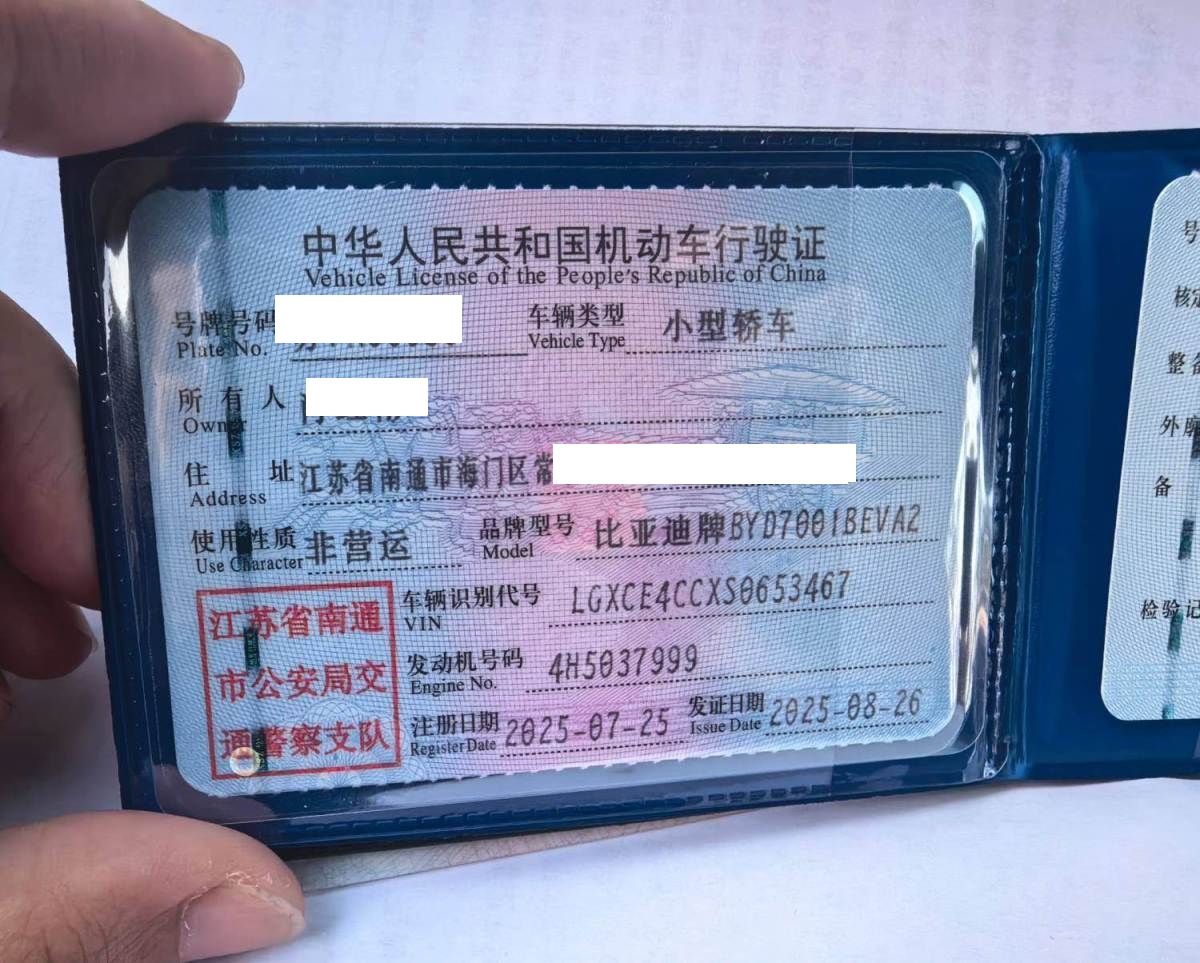 中华人民共和国机动车行驶证
Vehicle License of the People's Republic of China
号牌号码
Plate No.
车辆类型 小型轿车
Vehicle Type
所有人
Owner
住址 江苏省南通市海门区常
Address
使用性质 非营运
Use Character
品牌型号 比亚迪牌BYD7001BEVA2
Model
江苏省南通
市公安局交
通警察支队
车辆识别代号 LGXCE4CCXS0653467
VIN
发动机号码 4H5037999
Engine No.
注册日期 2025-07-25
Register Date
发证日期 2025-08-26
Issue Date
号
核
整备
外廓
备
检验记